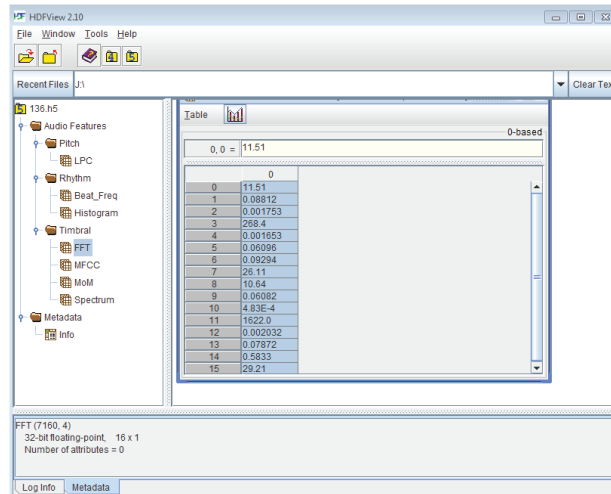 HDFView 2.10
File Window Tools Help
Recent Files J:\ Clear Tex
136.h5
Audio Features
Pitch
LPC
Rhythm
Beat_Freq
Histogram
Timbral
FFT
MFCC
MoM
Spectrum
Metadata
Info
Table
0-based
0, 0 = 11.51
0
0 11.51
1 0.08812
2 0.001753
3 268.4
4 0.001653
5 0.06096
6 0.09294
7 26.11
8 10.64
9 0.06082
10 4.83E-4
11 1622.0
12 0.002032
13 0.07872
14 0.5833
15 29.21
FFT (7160, 4)
32-bit floating-point, 16 x 1
Number of attributes = 0
Log Info Metadata